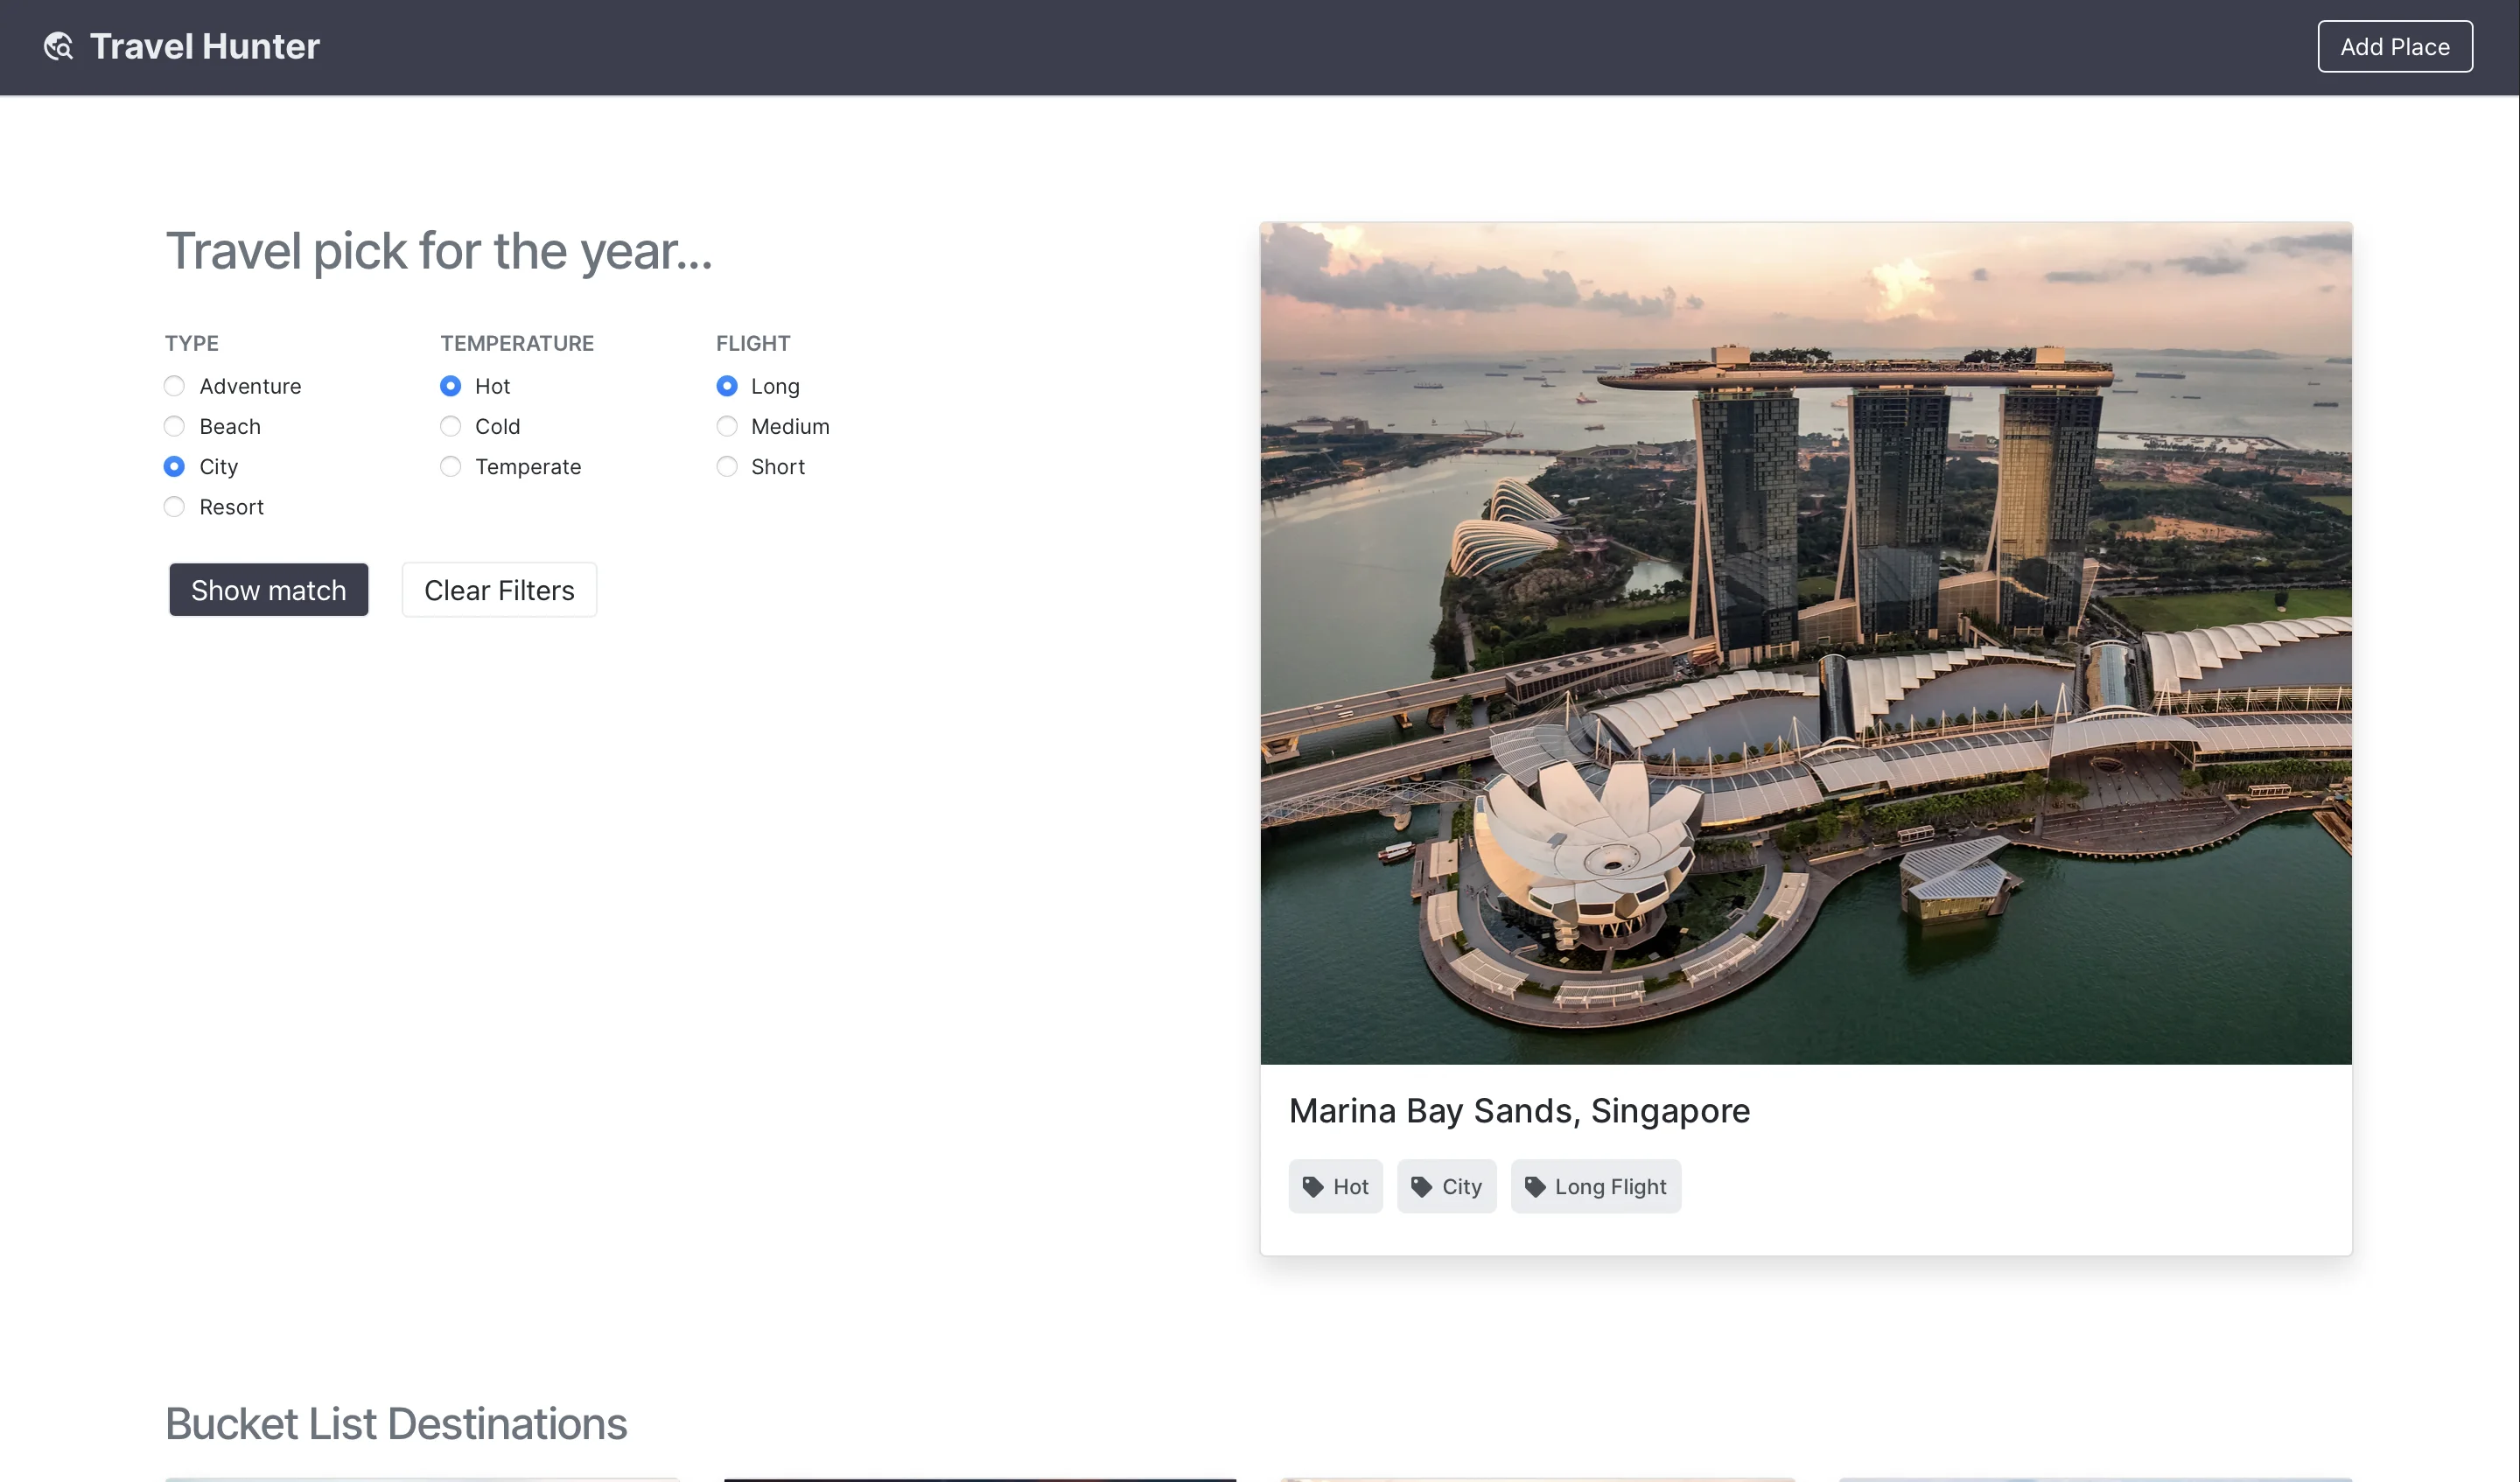 Travel Hunter
Add Place
Travel pick for the year...
TYPE
Adventure
Beach
City
Resort
TEMPERATURE
Hot
Cold
Temperate
FLIGHT
Long
Medium
Short
Show match
Clear Filters
Marina Bay Sands, Singapore
Hot
City
Long Flight
Bucket List Destinations